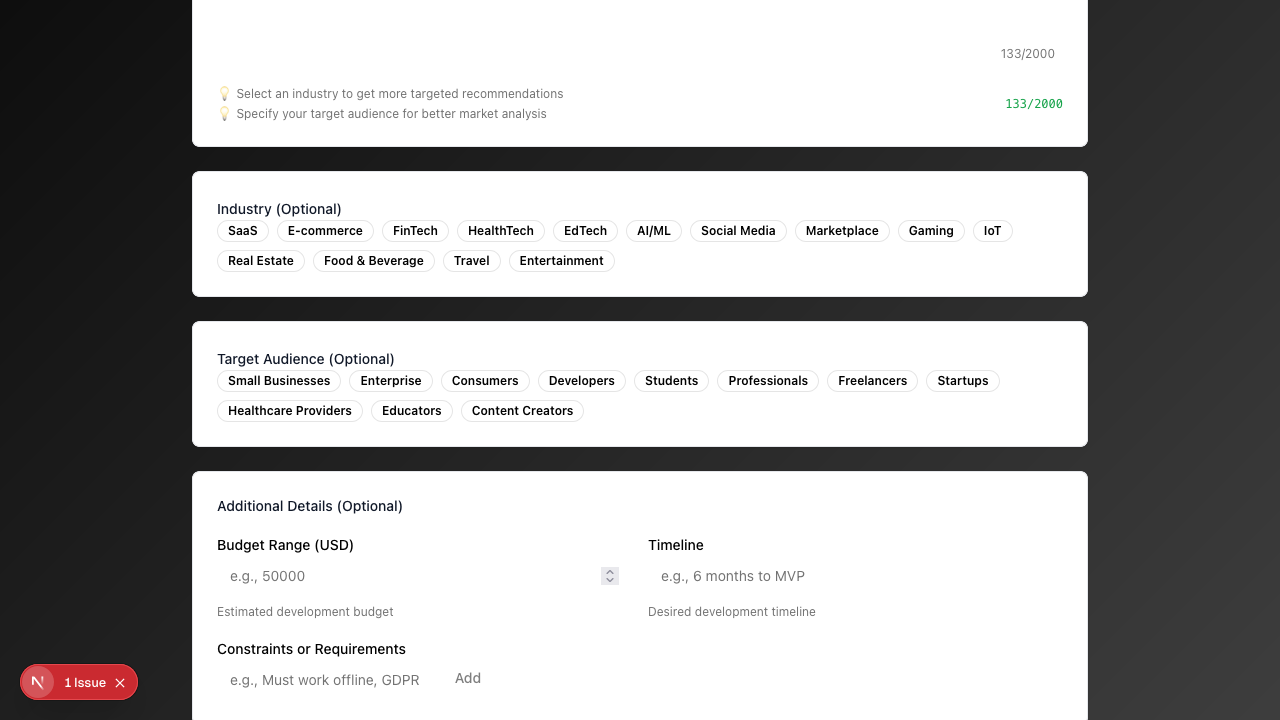 133/2000
💡 Select an industry to get more targeted recommendations
💡 Specify your target audience for better market analysis
133/2000
Industry (Optional)
SaaS E-commerce FinTech HealthTech EdTech AI/ML Social Media Marketplace Gaming IoT
Real Estate Food & Beverage Travel Entertainment
Target Audience (Optional)
Small Businesses Enterprise Consumers Developers Students Professionals Freelancers Startups
Healthcare Providers Educators Content Creators
Additional Details (Optional)
Budget Range (USD) Timeline
e.g., 50000 e.g., 6 months to MVP
Estimated development budget Desired development timeline
Constraints or Requirements
e.g., Must work offline, GDPR Add
N 1 Issue